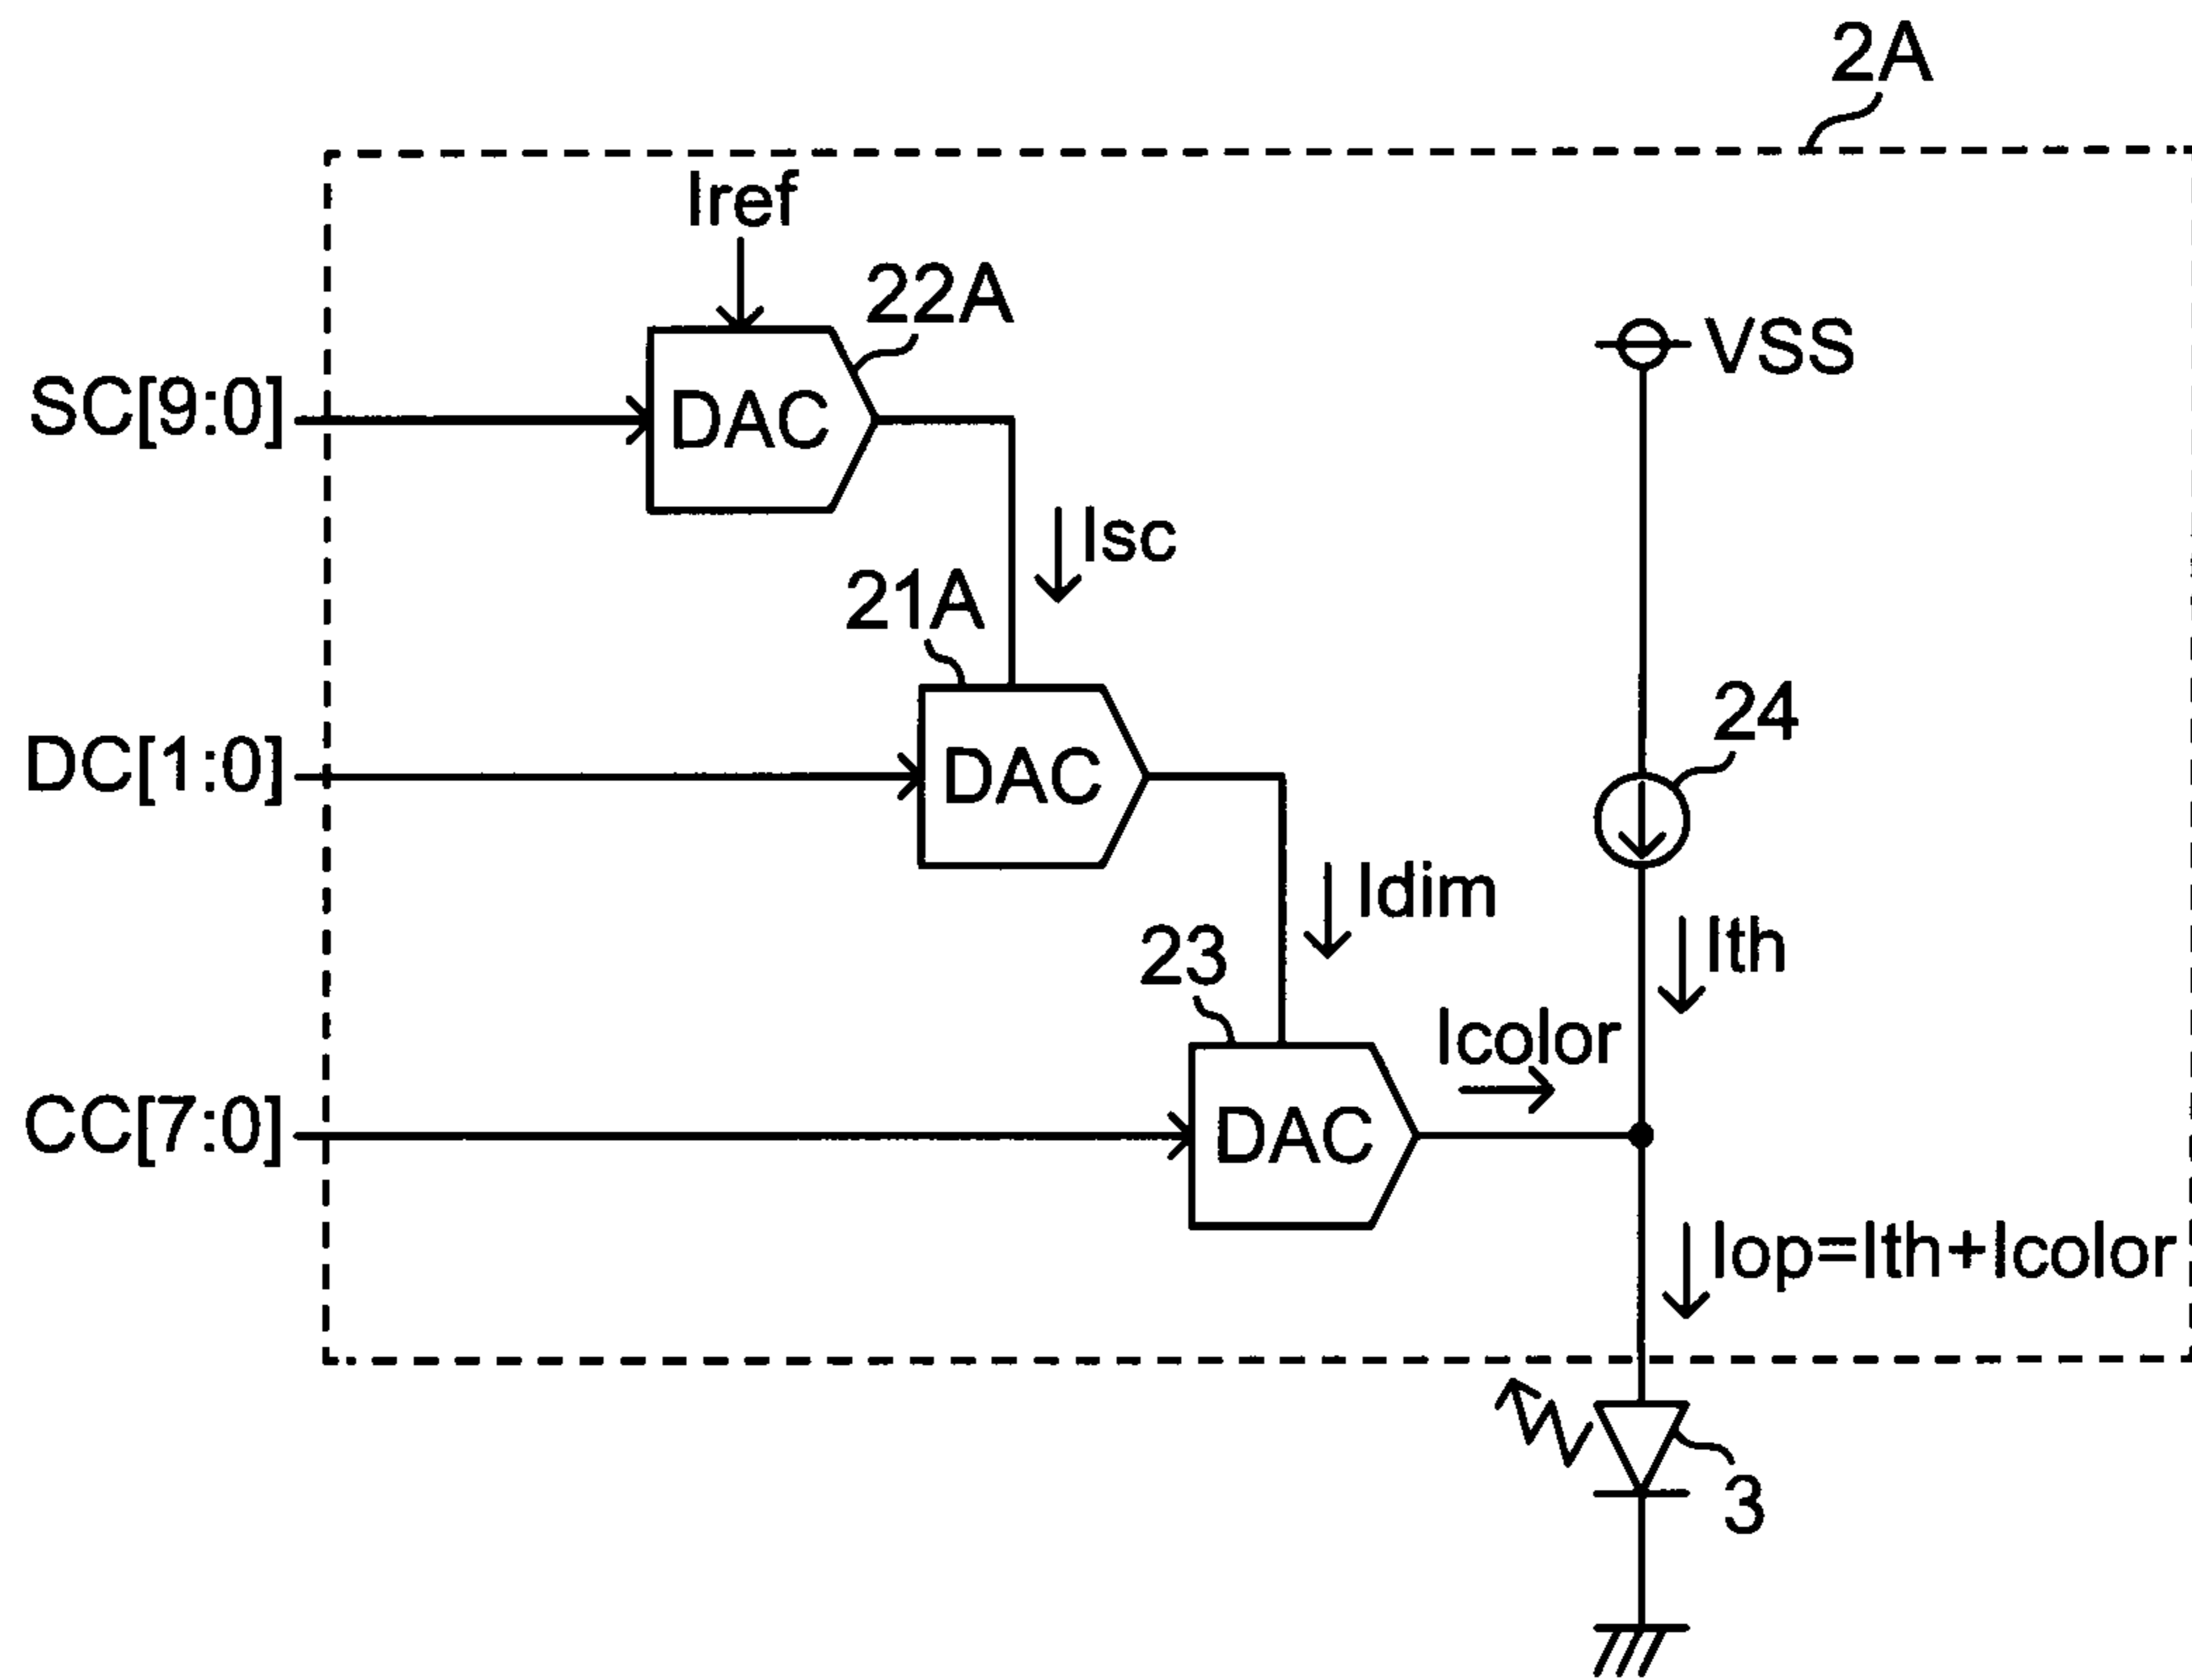 2A
Iref
22A
SC[9:0]
DAC
VSS
Isc
21A
24
DC[1:0]
DAC
Idim
23
Ith
Icolor
CC[7:0]
DAC
Iop=Ith+Icolor
3